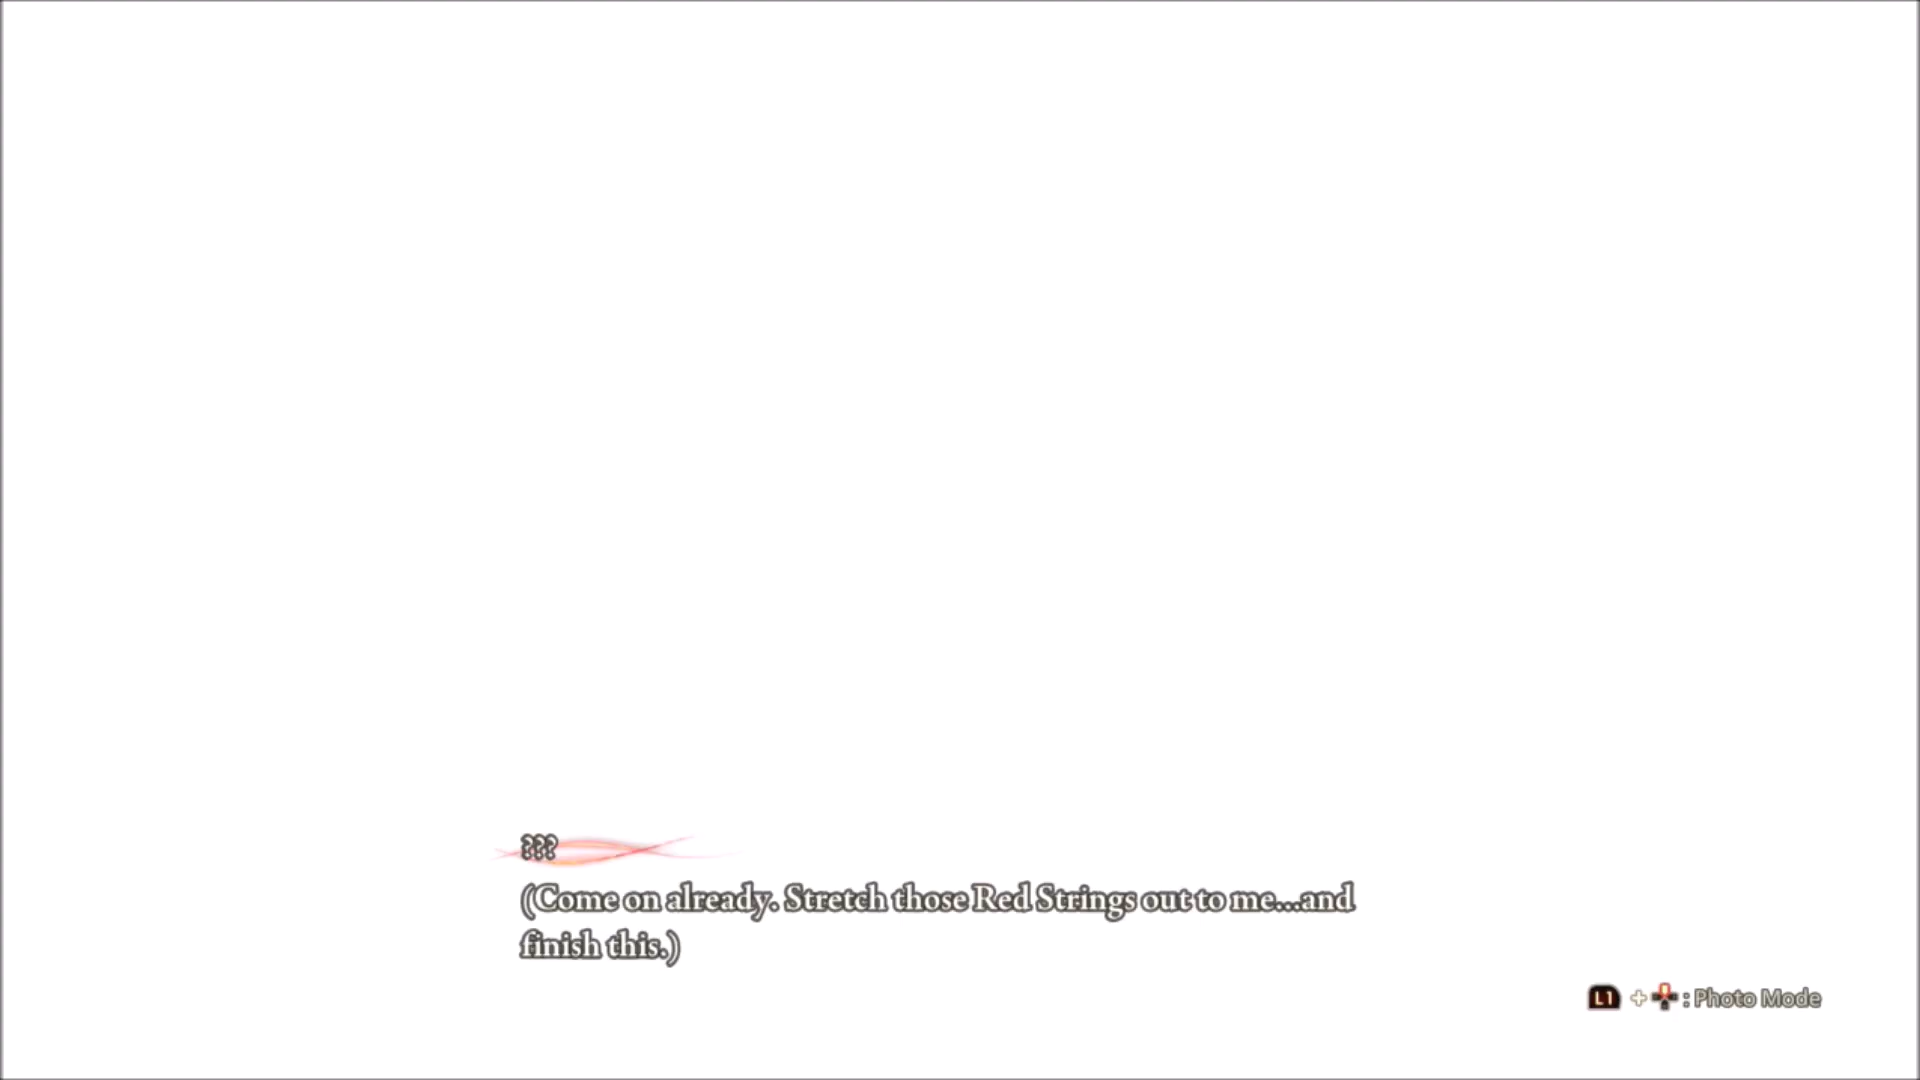 ???
(Come on already. Stretch those Red Strings out to me...and
finish this.)
L1 + : Photo Mode